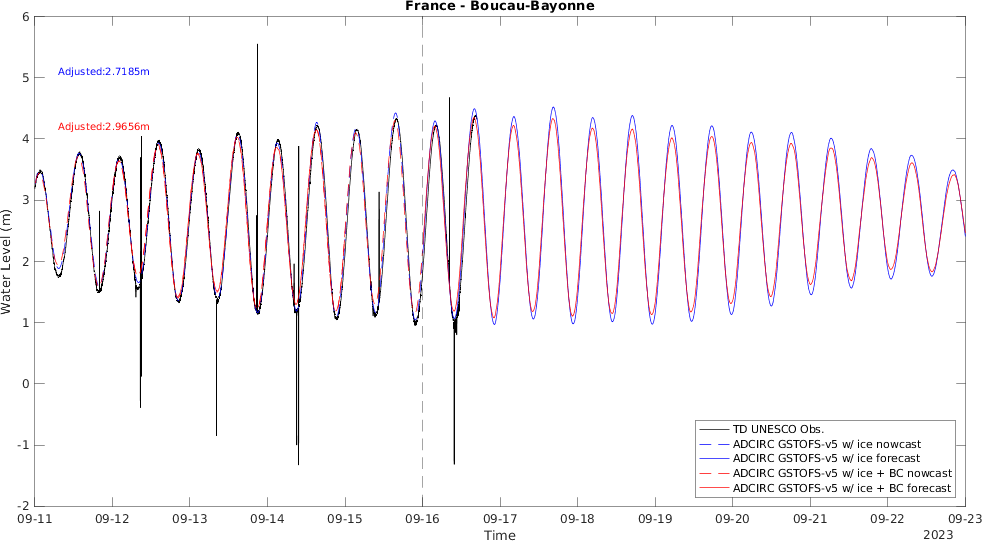 France - Boucau-Bayonne
6
5
4
3
2
1
0
-1
-2
Water Level (m)
Adjusted:2.7185m
Adjusted:2.9656m
TD UNESCO Obs.
ADCIRC GSTOFS-v5 w/ ice nowcast
ADCIRC GSTOFS-v5 w/ ice forecast
ADCIRC GSTOFS-v5 w/ ice + BC nowcast
ADCIRC GSTOFS-v5 w/ ice + BC forecast
09-11 09-12 09-13 09-14 09-15 09-16 09-17 09-18 09-19 09-20 09-21 09-22 09-23
Time
2023